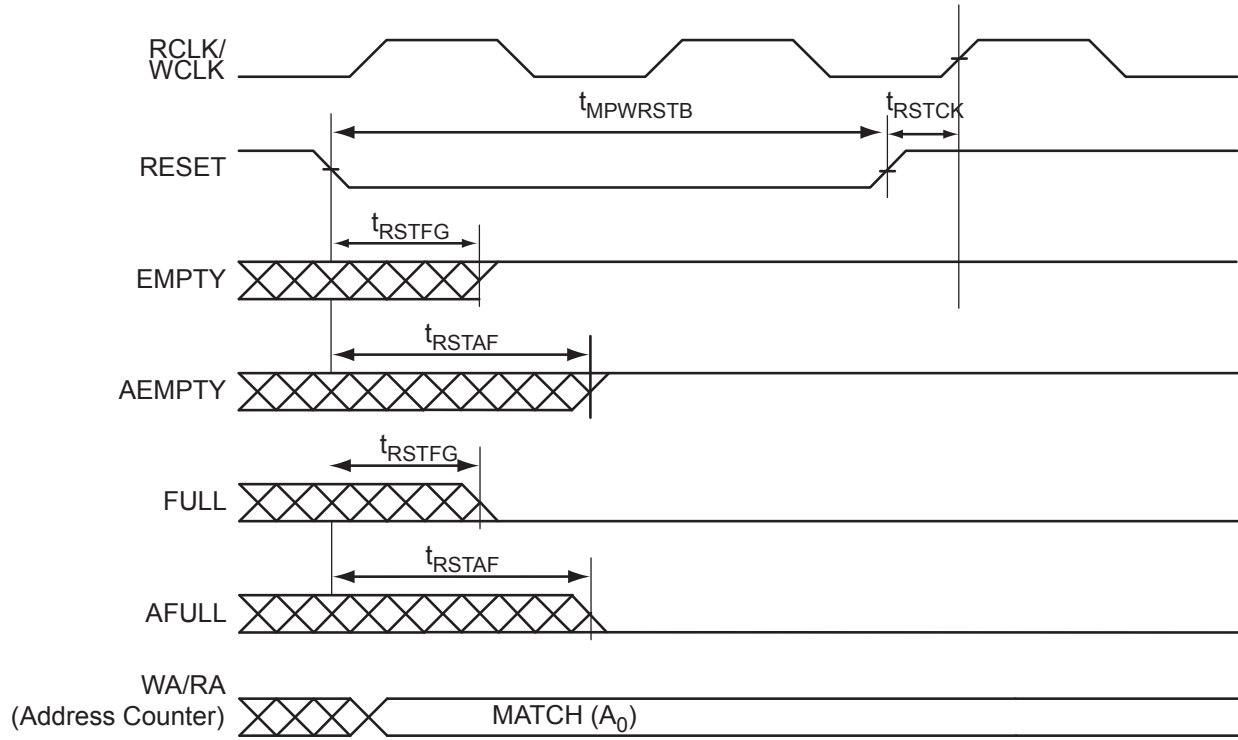 RCLK/
WCLK
tMPWRSTB
tRSTCK
RESET
tRSTFG
EMPTY
tRSTAF
AEMPTY
tRSTFG
FULL
tRSTAF
AFULL
WA/RA
(Address Counter)
MATCH (A0)